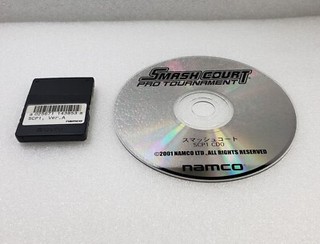 SCP1, Ver.A
SMASH COURT
PRO TOURNAMENT
スマッシュコート
SCP1 CD0
©2001 NAMCO LTD., ALL RIGHTS RESERVED
namco